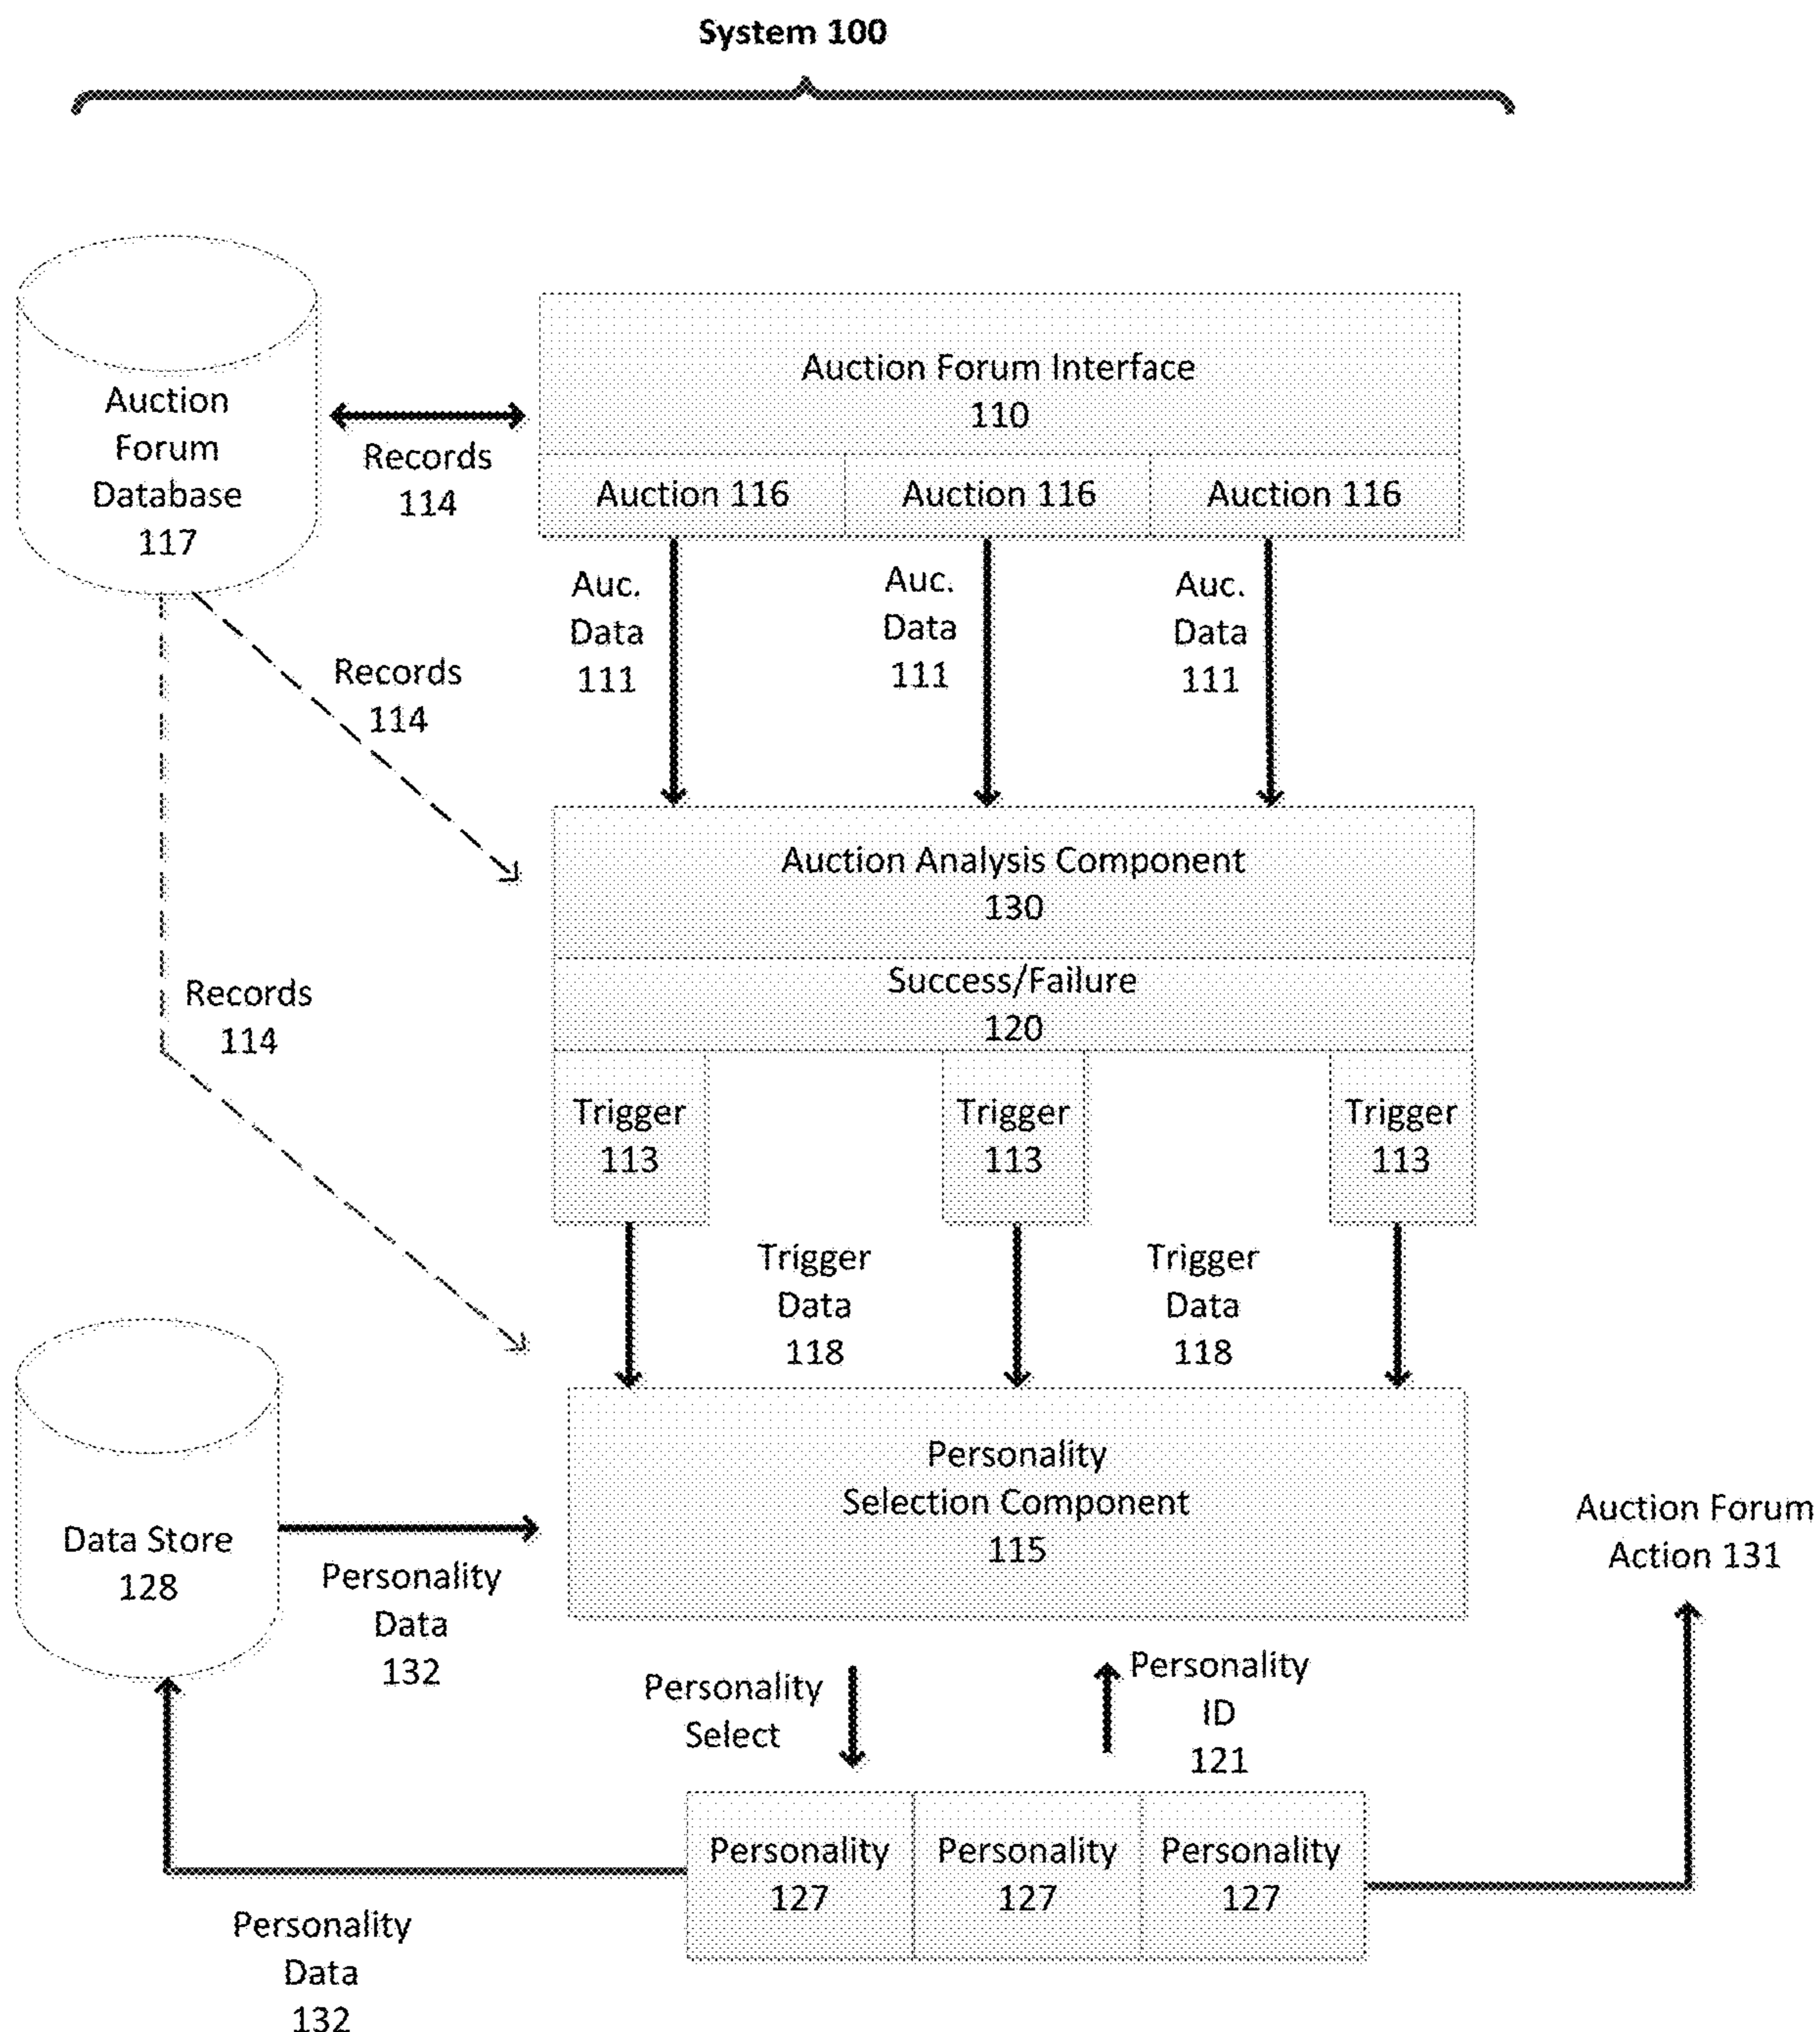 System 100
Auction
Forum
Database
117
Records
114
Auction Forum Interface
110
Auction 116
Auction 116
Auction 116
Auc.
Data
111
Auc.
Data
111
Auc.
Data
111
Records
114
Auction Analysis Component
130
Success/Failure
120
Records
114
Trigger
113
Trigger
113
Trigger
113
Trigger
Data
118
Trigger
Data
118
Data Store
128
Personality
Data
132
Personality
Selection Component
115
Auction Forum
Action 131
Personality
Select
Personality
ID
121
Personality
127
Personality
127
Personality
127
Personality
Data
132